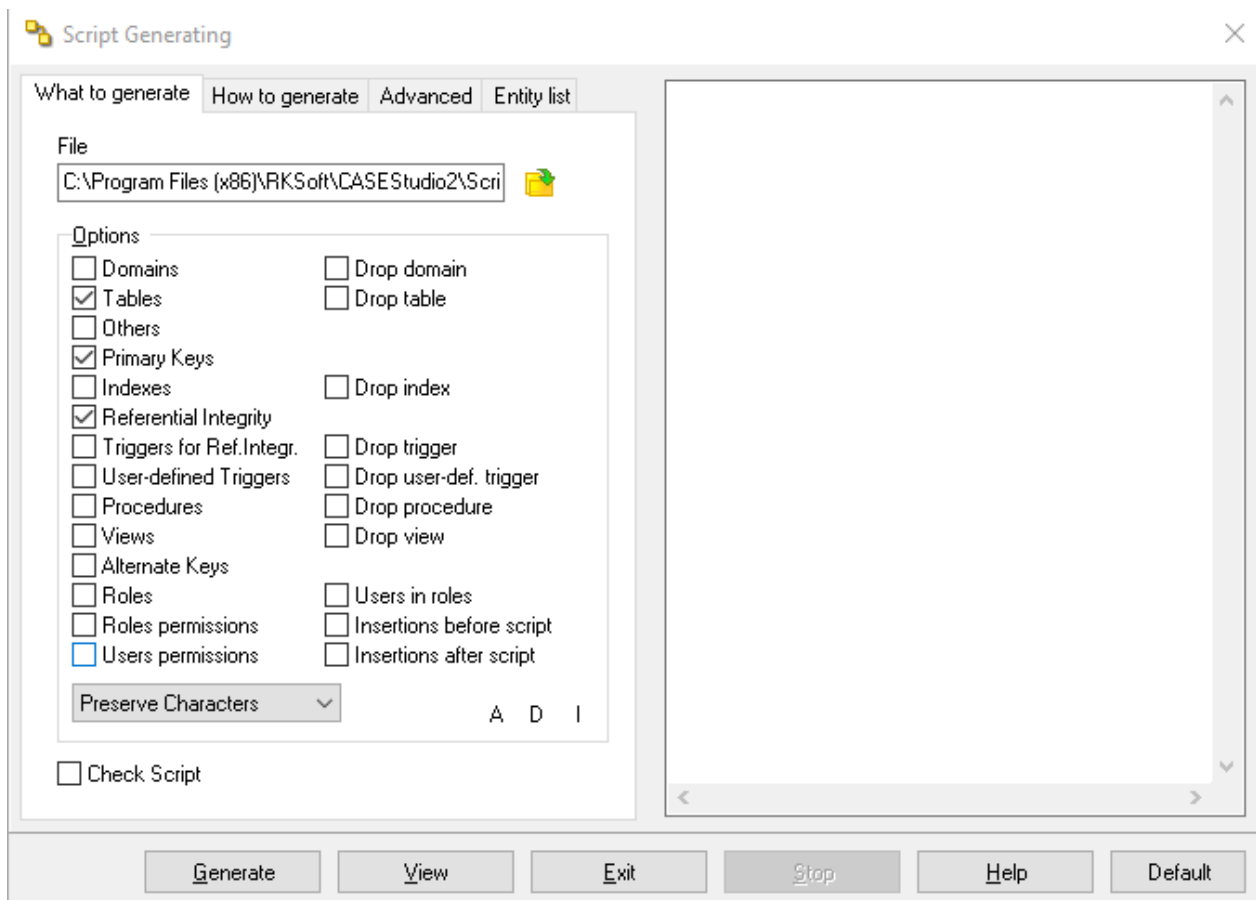 Script Generating
What to generate How to generate Advanced Entity list
File
C:\Program Files (x86)\RKSoft\CASEStudio2\Scri
Options
Domains Drop domain
Tables Drop table
Others
Primary Keys
Indexes Drop index
Referential Integrity
Triggers for Ref.Integr. Drop trigger
User-defined Triggers Drop user-def. trigger
Procedures Drop procedure
Views Drop view
Alternate Keys
Roles Users in roles
Roles permissions Insertions before script
Users permissions Insertions after script
Preserve Characters A D I
Check Script
Generate View Exit Stop Help Default